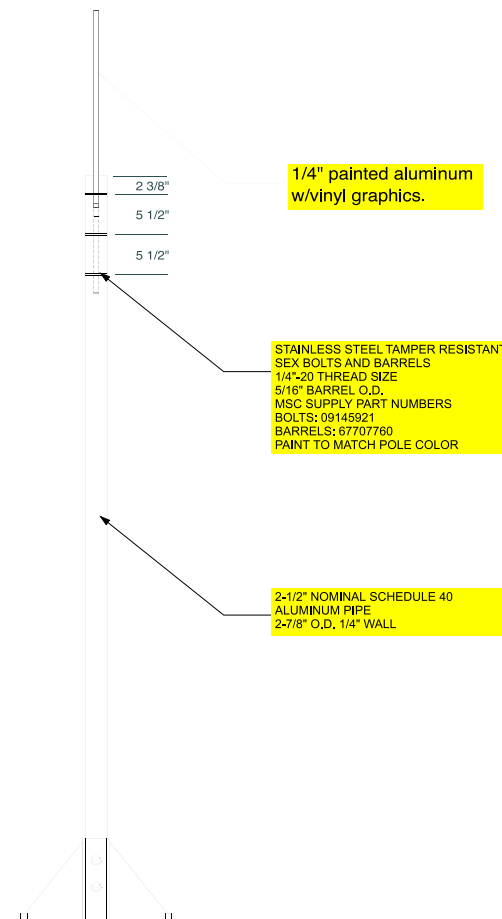 1/4" painted aluminum
w/vinyl graphics.
2 3/8"
5 1/2"
5 1/2"
STAINLESS STEEL TAMPER RESISTANT
SEX BOLTS AND BARRELS
1/4"-20 THREAD SIZE
5/16" BARREL O.D.
MSC SUPPLY PART NUMBERS
BOLTS: 09145921
BARRELS: 67707760
PAINT TO MATCH POLE COLOR
2-1/2" NOMINAL SCHEDULE 40
ALUMINUM PIPE
2-7/8" O.D. 1/4" WALL